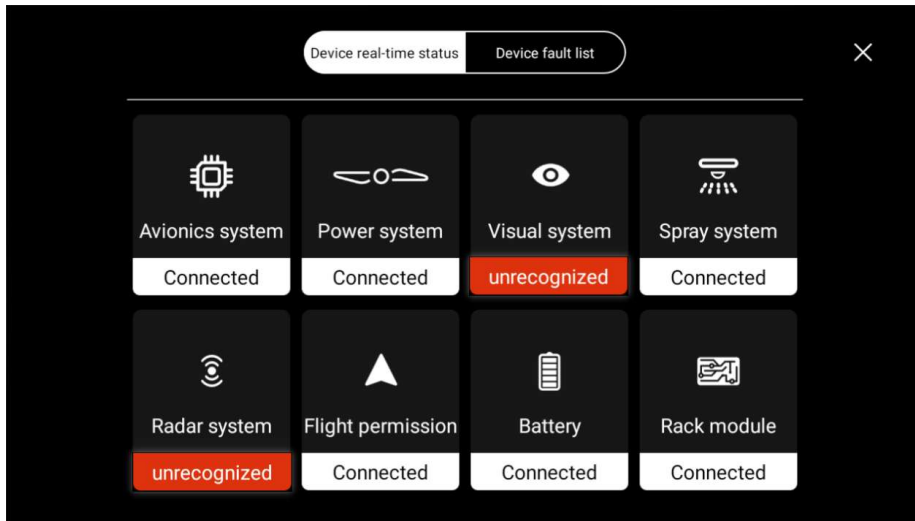 Device real-time status
Device fault list
Avionics system
Power system
Visual system
Spray system
Connected
Connected
unrecognized
Connected
Radar system
Flight permission
Battery
Rack module
unrecognized
Connected
Connected
Connected